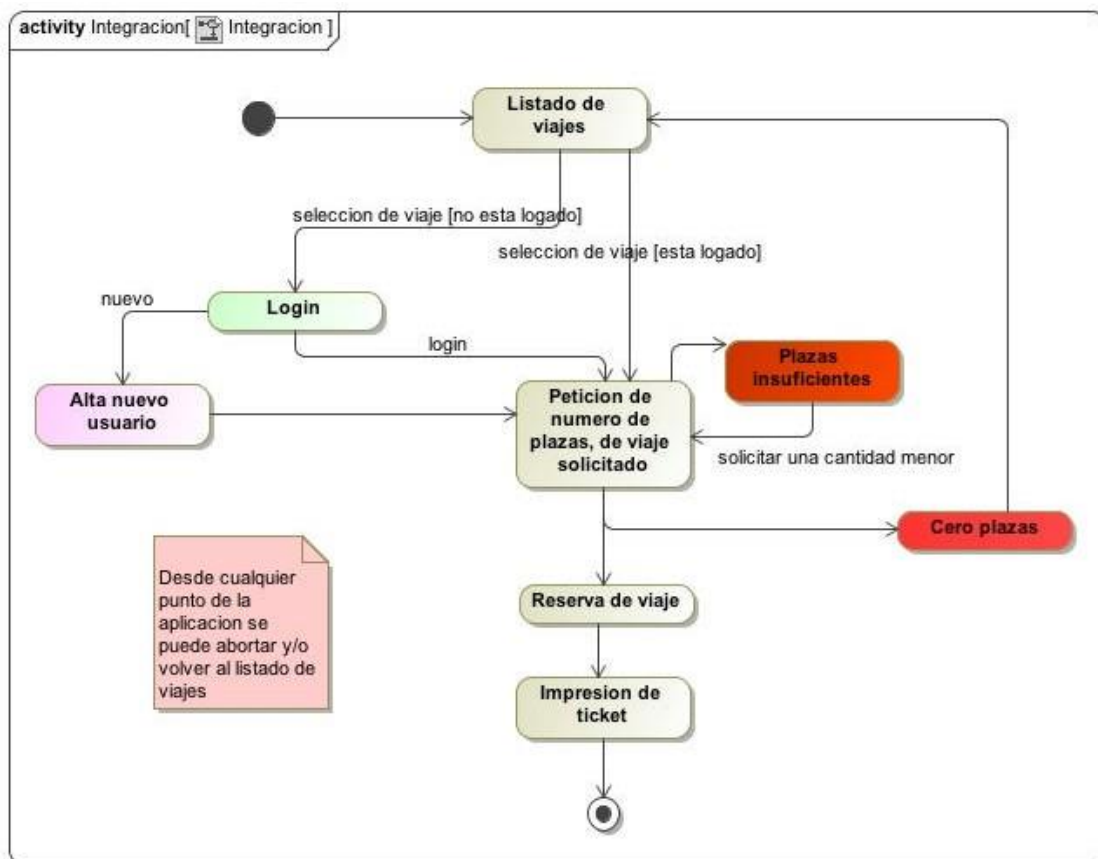 activity Integracion[ Integracion ]
Listado de
viajes
seleccion de viaje [no esta logado]
seleccion de viaje [esta logado]
nuevo
Login
login
Plazas
insuficientes
Alta nuevo
usuario
Peticion de
numero de
plazas, de viaje
solicitado
solicitar una cantidad menor
Cero plazas
Desde cualquier
punto de la
aplicacion se
puede abortar y/o
volver al listado de
viajes
Reserva de viaje
Impresion de
ticket